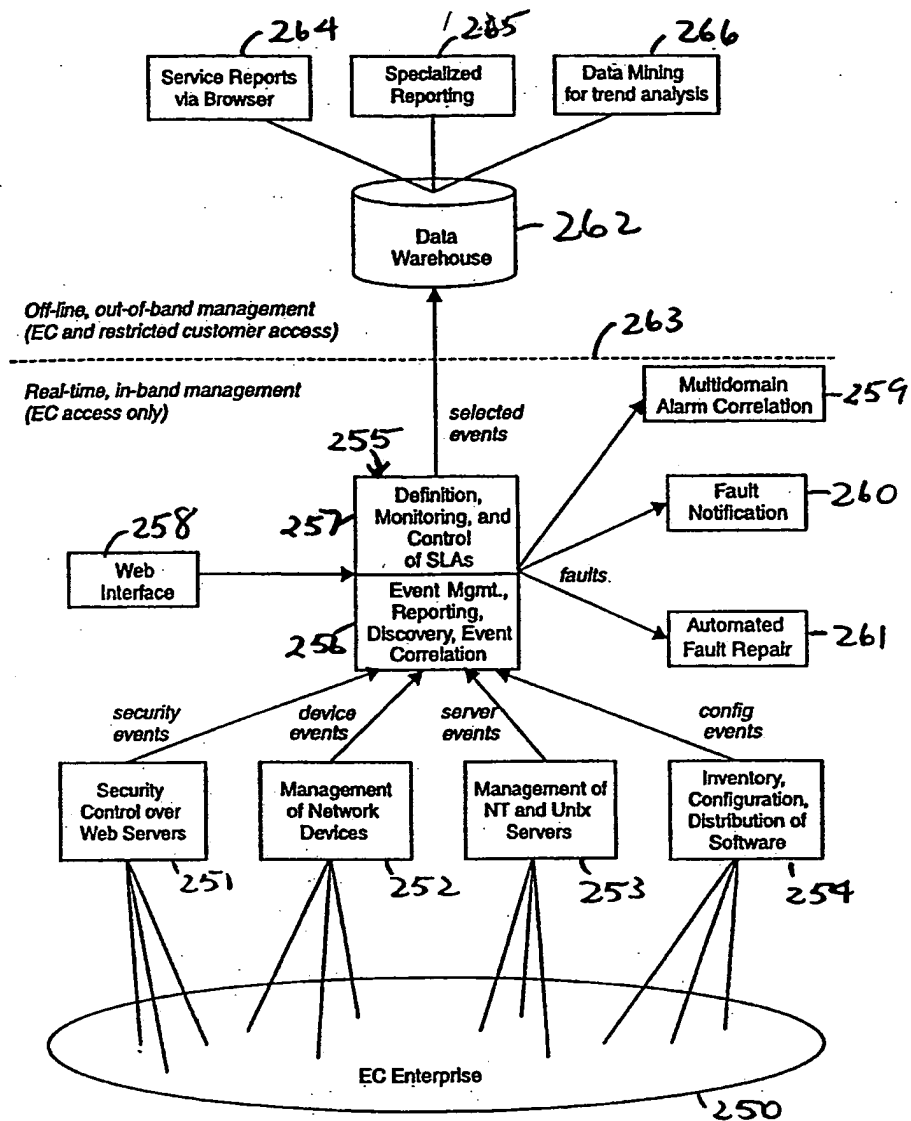 264
265
266
Service Reports
via Browser
Specialized
Reporting
Data Mining
for trend analysis
Data
Warehouse
262
Off-line, out-of-band management
(EC and restricted customer access)
263
Real-time, in-band management
(EC access only)
selected
events
Multidomain
Alarm Correlation
259
255
257
Definition,
Monitoring, and
Control
of SLAs
Fault
Notification
260
258
Web
Interface
faults.
256
Event Mgmt.,
Reporting,
Discovery, Event
Correlation
Automated
Fault Repair
261
security
events
device
events
server
events
config
events
Security
Control over
Web Servers
251
Management
of Network
Devices
252
Management of
NT and Unix
Servers
253
Inventory,
Configuration,
Distribution of
Software
254
EC Enterprise
250